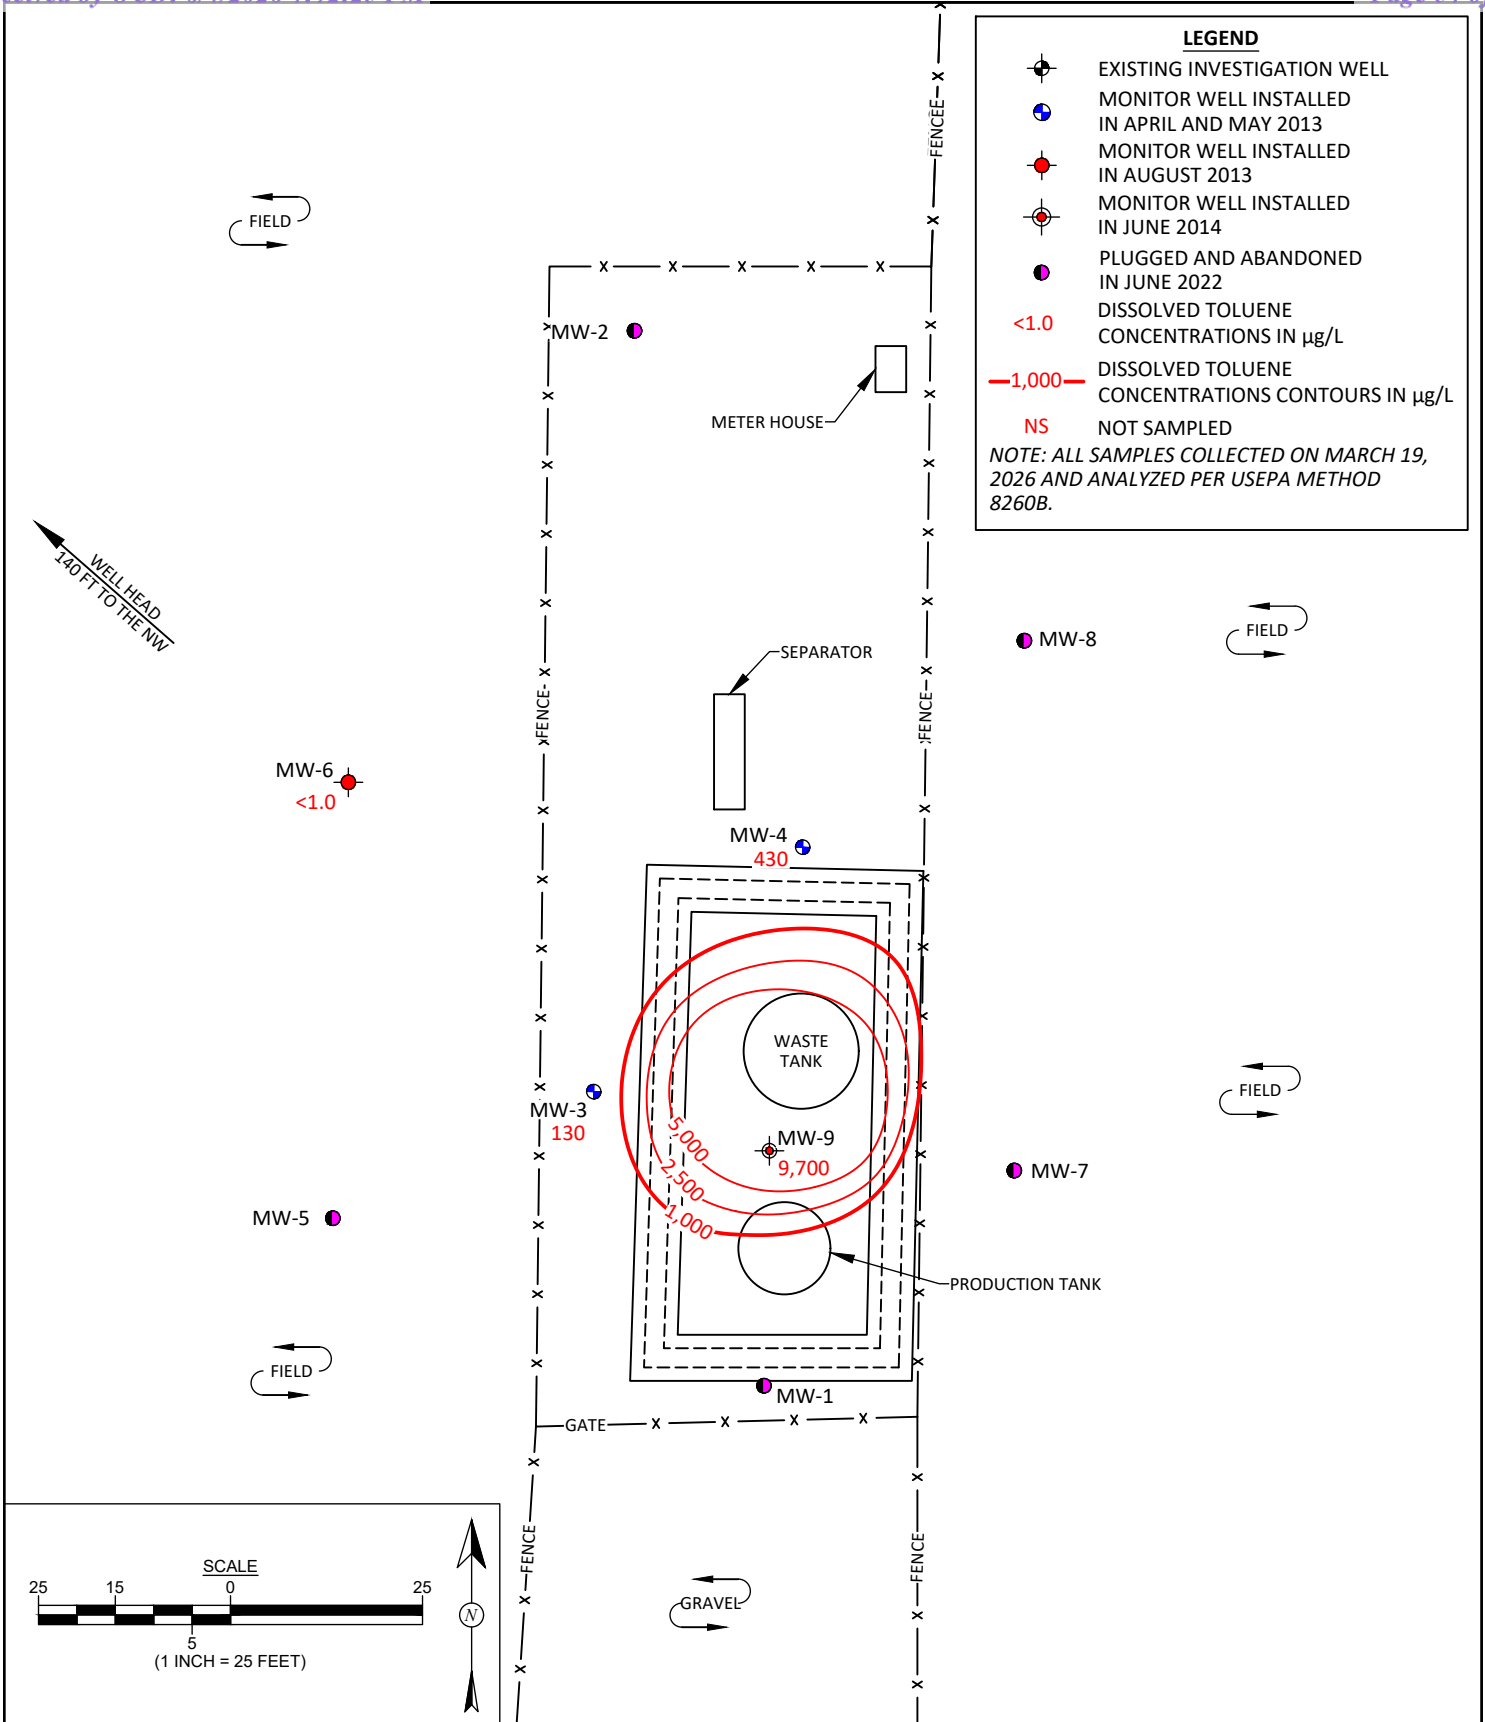 LEGEND
EXISTING INVESTIGATION WELL
MONITOR WELL INSTALLED
IN APRIL AND MAY 2013
MONITOR WELL INSTALLED
IN AUGUST 2013
MONITOR WELL INSTALLED
IN JUNE 2014
PLUGGED AND ABANDONED
IN JUNE 2022
<1.0 DISSOLVED TOLUENE
CONCENTRATIONS IN µg/L
1,000 DISSOLVED TOLUENE
CONCENTRATIONS CONTOURS IN µg/L
NS NOT SAMPLED
NOTE: ALL SAMPLES COLLECTED ON MARCH 19,
2026 AND ANALYZED PER USEPA METHOD
8260B.
FENCE
FIELD
MW-2
METER HOUSE
WELL HEAD
140 FT TO THE NW
FIELD
MW-8
SEPARATOR
FENCE
FENCE
MW-6
<1.0
MW-4
430
WASTE
TANK
FIELD
MW-3
130
5,000
MW-9
9,700
2,500
MW-7
1,000
MW-5
PRODUCTION TANK
FIELD
MW-1
GATE
FENCE
FENCE
GRAVEL
SCALE
25 15 0 25
5
(1 INCH = 25 FEET)
N